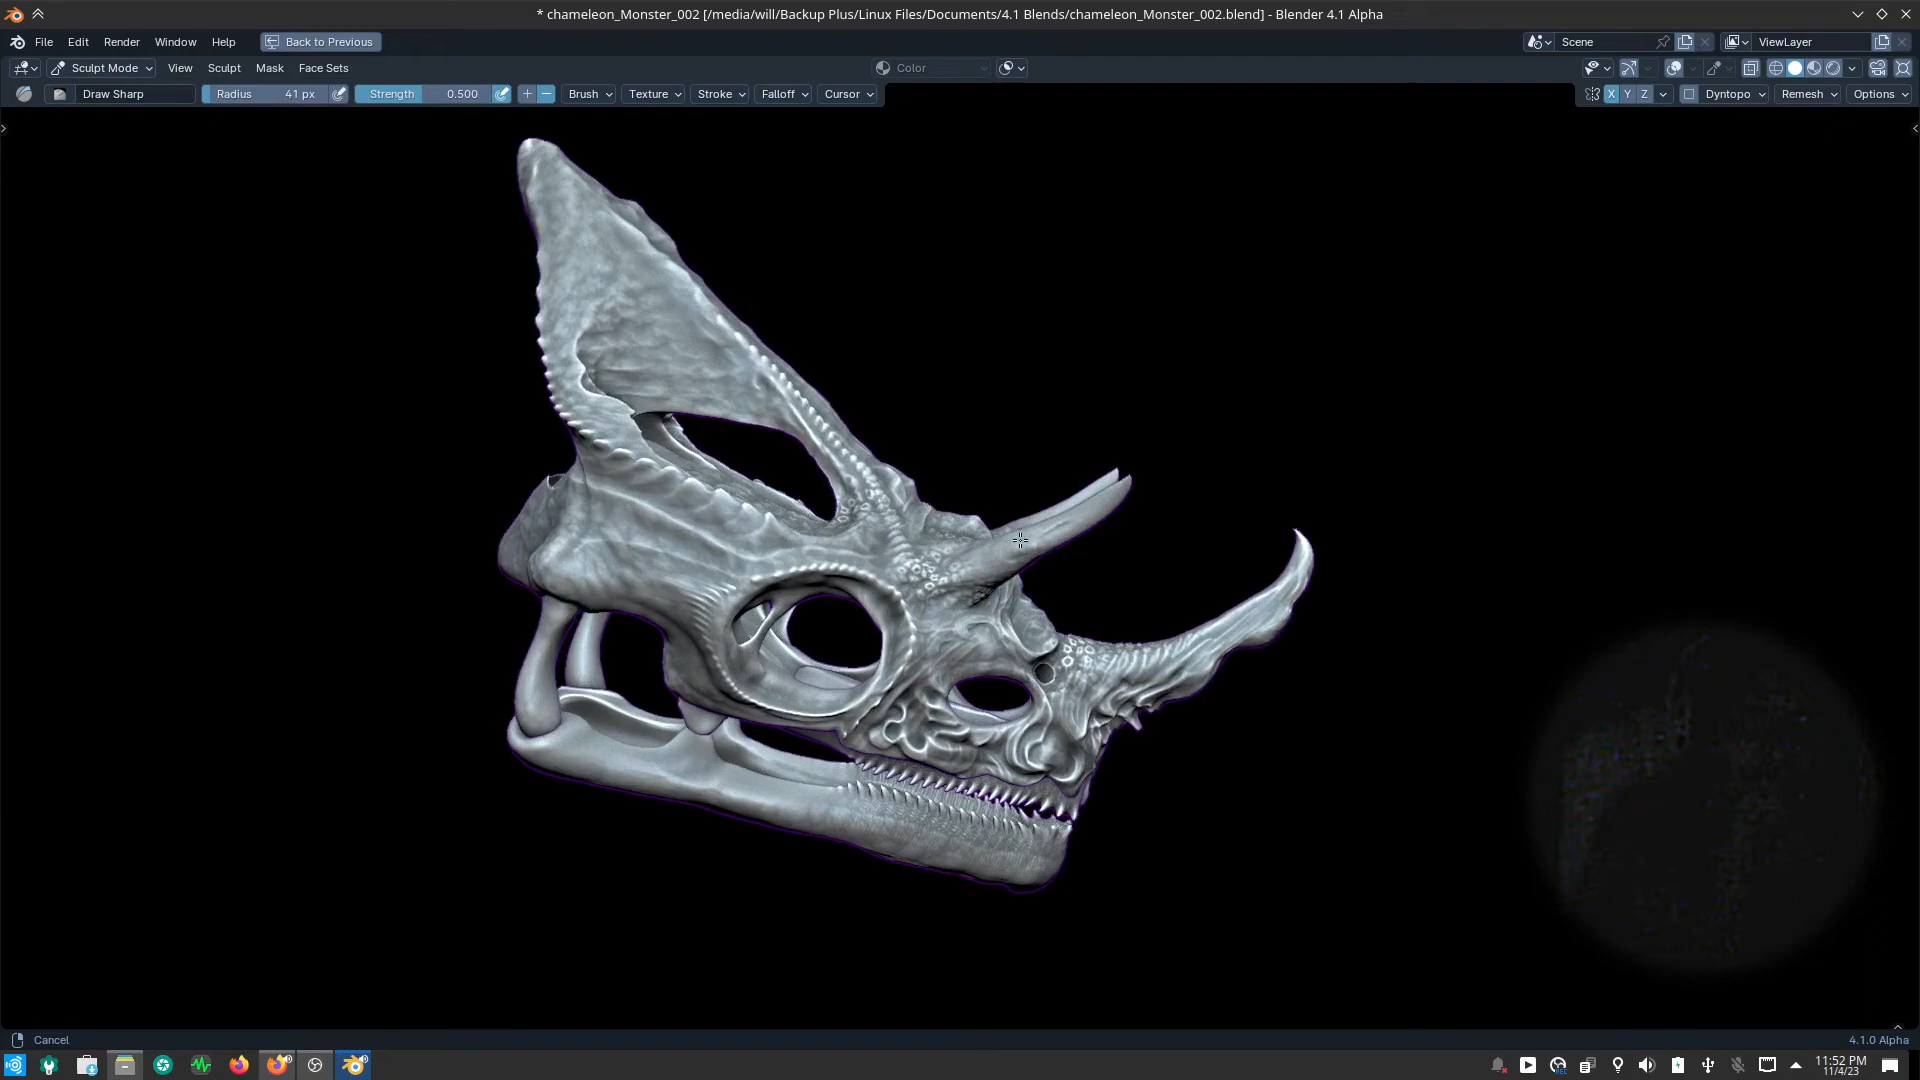 * chameleon_Monster_002 [/media/will/Backup Plus/Linux Files/Documents/4.1 Blends/chameleon_Monster_002.blend] - Blender 4.1 Alpha
File Edit Render Window Help Back to Previous Scene ViewLayer
Sculpt Mode View Sculpt Mask Face Sets Color
Draw Sharp Radius 41 px Strength 0.500 Brush Texture Stroke Falloff Cursor X Y Z Dyntopo Remesh Options
Cancel 4.1.0 Alpha
11:52 PM
11/4/23